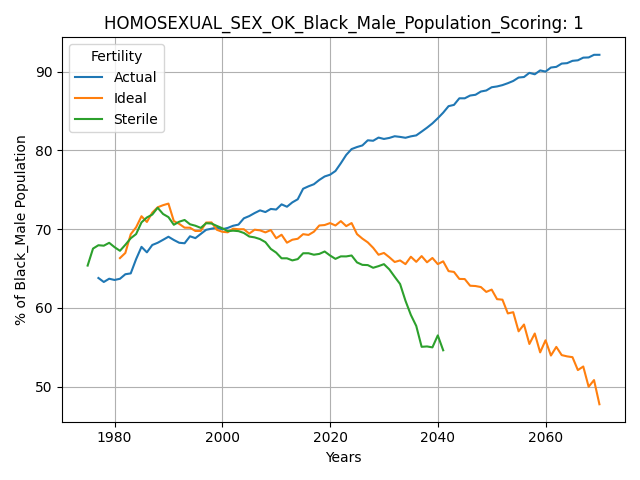 HOMOSEXUAL_SEX_OK_Black_Male_Population_Scoring: 1
Fertility
Actual
Ideal
Sterile
% of Black_Male Population
90
80
70
60
50
1980
2000
2020
2040
2060
Years